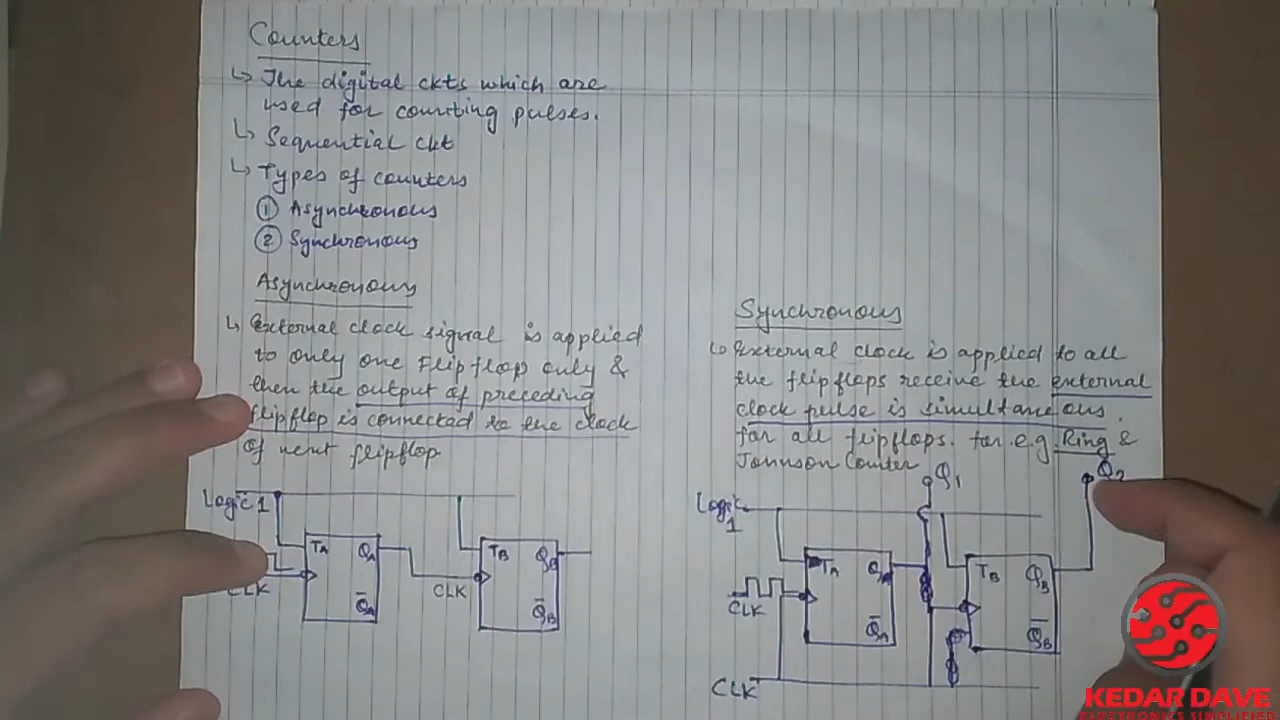 Counters
↳ The digital ckts which are
used for counting pulses.
↳ Sequential ckt
↳ Types of counters
① Asynchronous
② Synchronous
Asynchronous
↳ External clock signal is applied
to only one Flipflop only &
then the output of preceding
flipflop is connected to the clock
of next flipflop
Logic 1
TA QA
Q̅A
CLK
CLK
TB QB
Q̅B
Synchronous
↳ External clock is applied to all
the flipflops receive the external
clock pulse is simultaneous.
for all flipflops. for e.g. Ring &
Johnson Counter
Q1
Q2
Logic
1
TA QA
Q̅A
CLK
TB QB
Q̅B
CLK
KEDAR DAVE
ELECTRONICS SIMPLIFIED